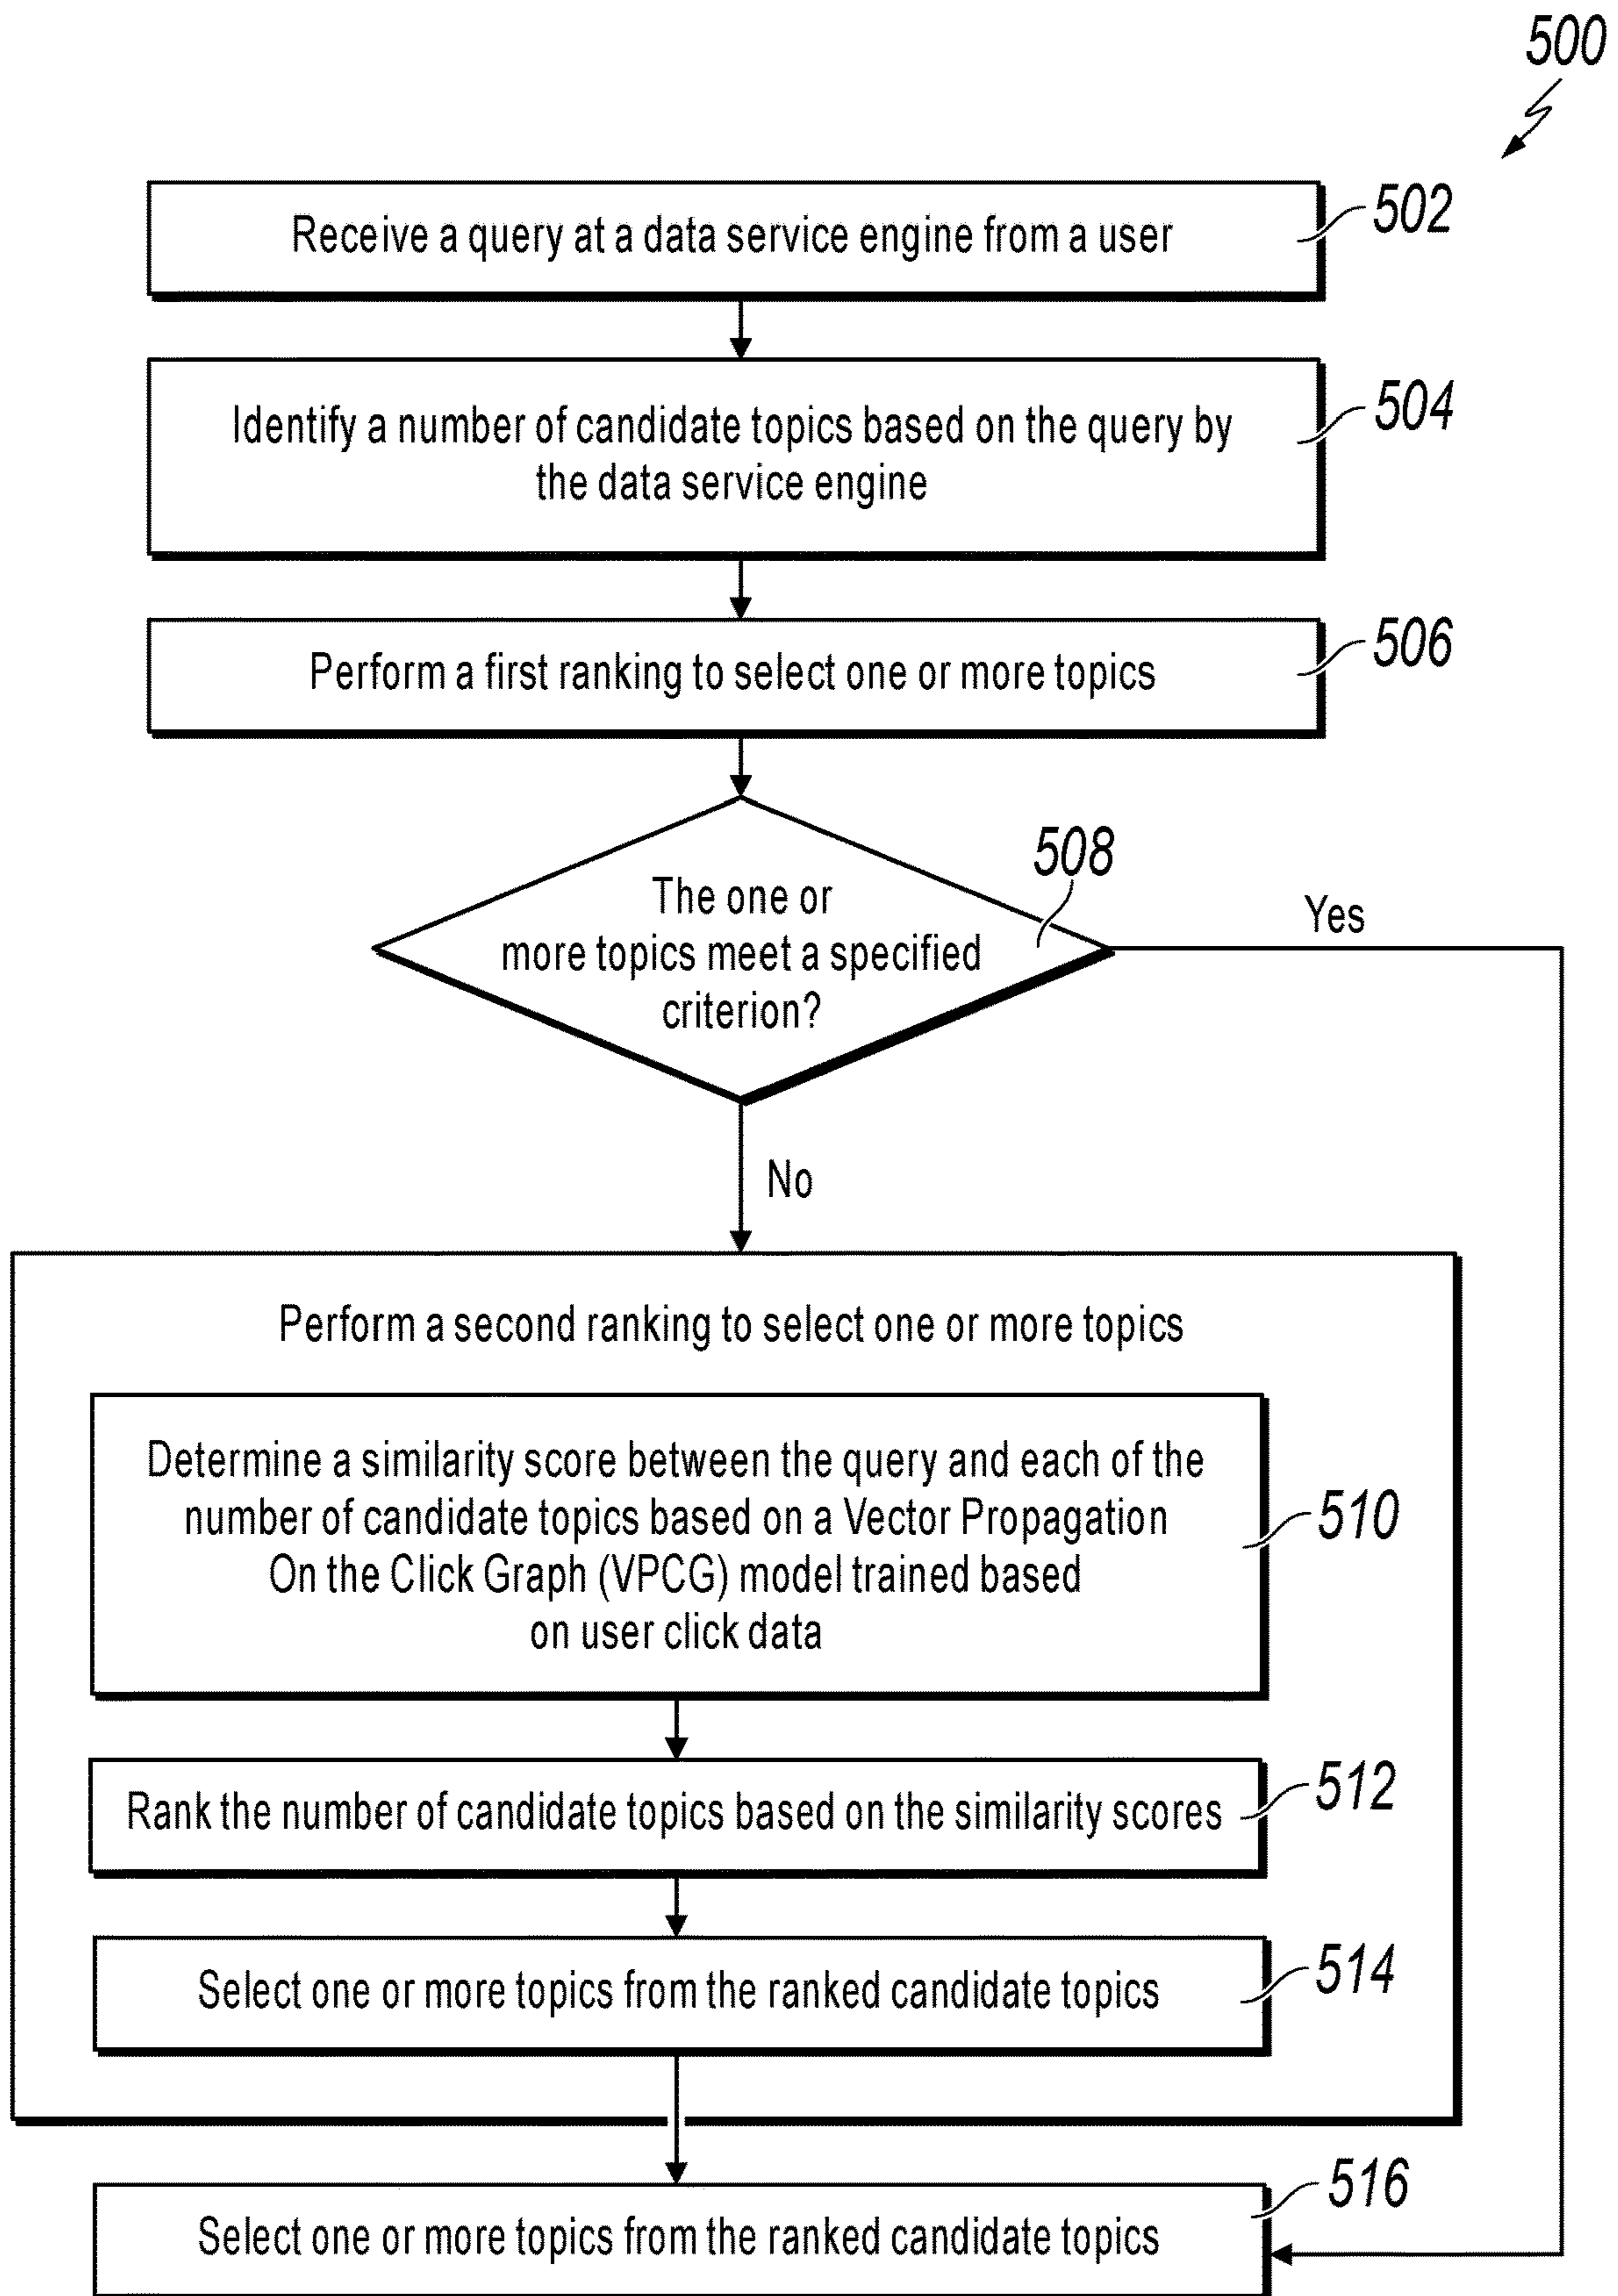 500
Receive a query at a data service engine from a user
502
Identify a number of candidate topics based on the query by
the data service engine
504
Perform a first ranking to select one or more topics
506
The one or
more topics meet a specified
criterion?
508
Yes
No
Perform a second ranking to select one or more topics
Determine a similarity score between the query and each of the
number of candidate topics based on a Vector Propagation
On the Click Graph (VPCG) model trained based
on user click data
510
Rank the number of candidate topics based on the similarity scores
512
Select one or more topics from the ranked candidate topics
514
Select one or more topics from the ranked candidate topics
516